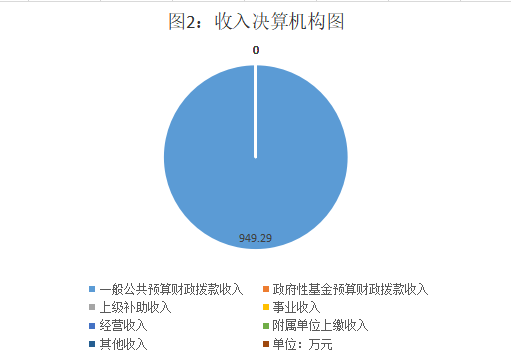 图2：收入决算机构图
0
949.29
一般公共预算财政拨款收入 政府性基金预算财政拨款收入
上级补助收入 事业收入
经营收入 附属单位上缴收入
其他收入 单位：万元